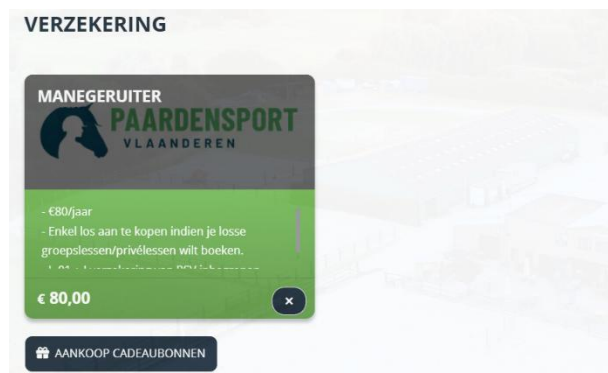 VERZEKERING
MANEGERUITER
PAARDENSPORT
VLAANDEREN
- €80/jaar
- Enkel los aan te kopen indien je losse
groepslessen/privélessen wilt boeken.
€ 80,00
×
AANKOOP CADEAUBONNEN